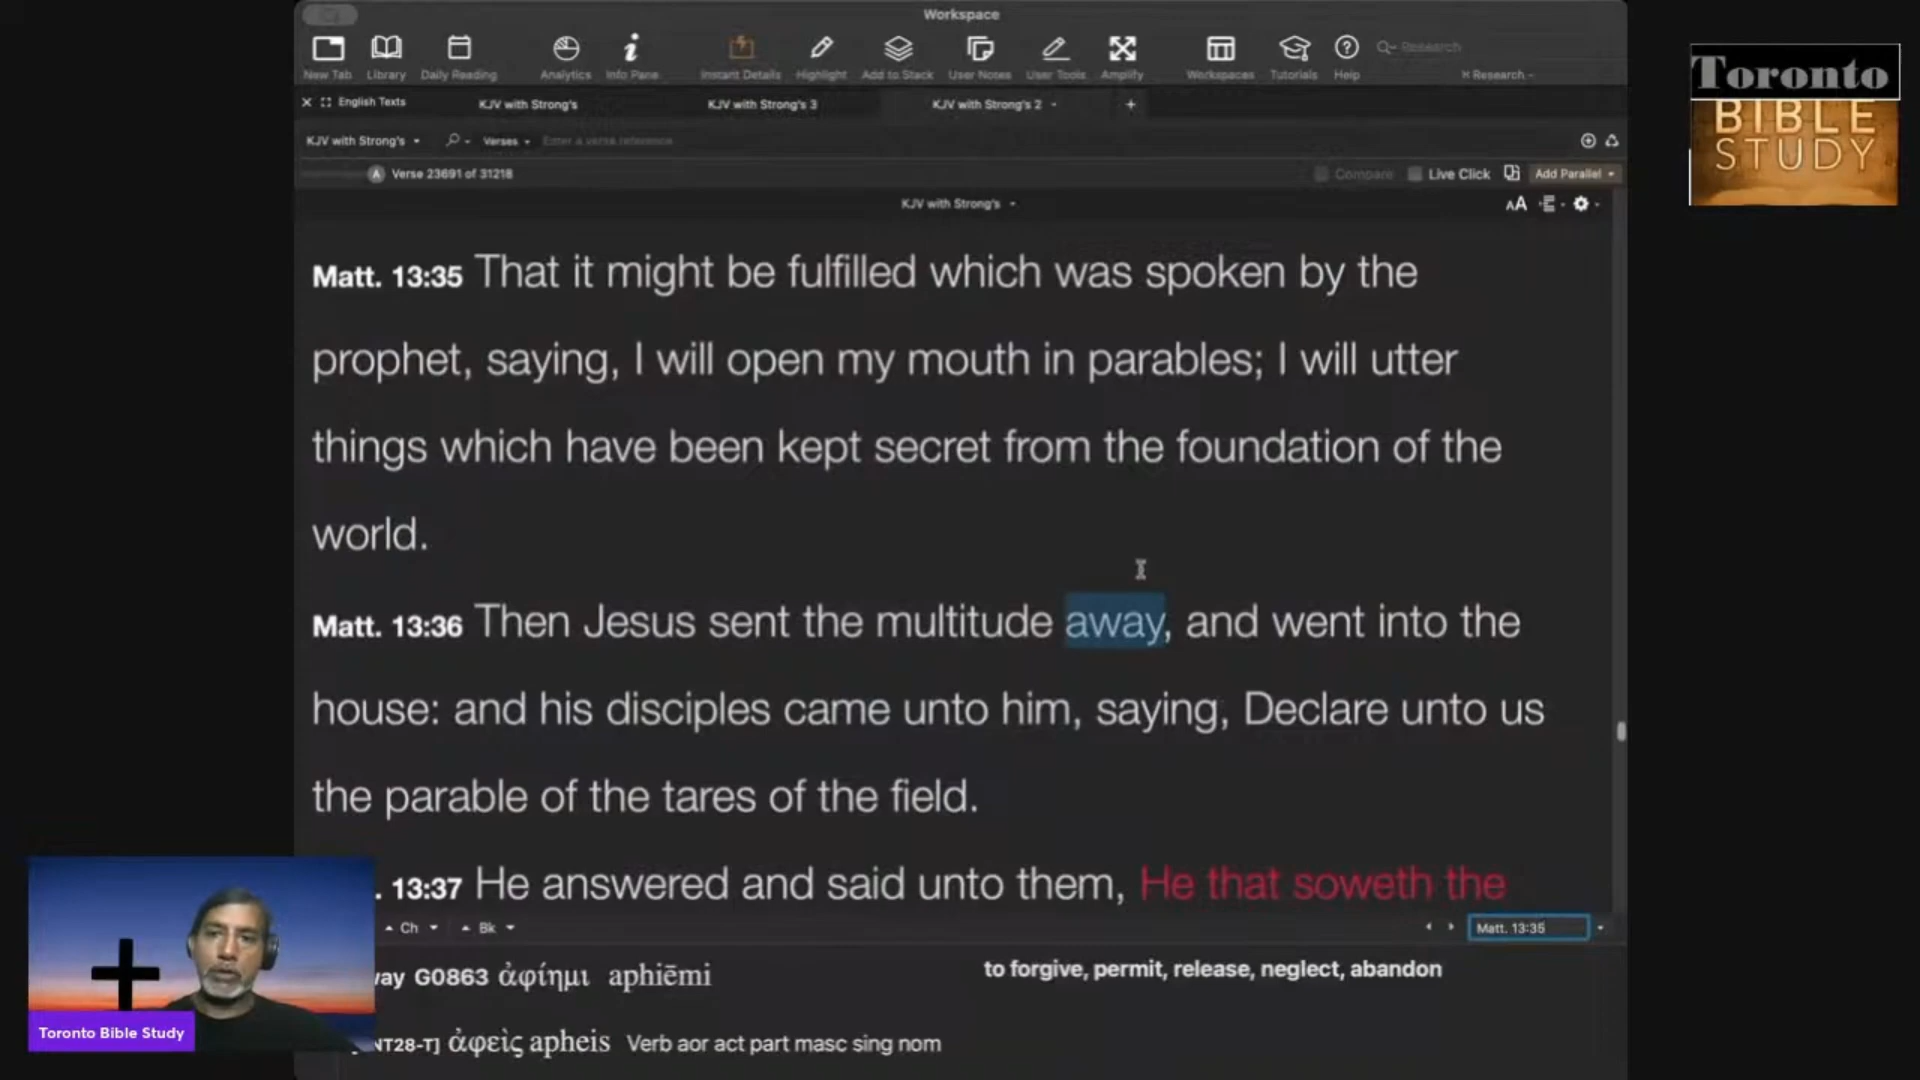 Workspace
New Tab Library Daily Reading Analytics Info Pane Instant Details Highlight Add to Stack User Notes User Tools Amplify Workspaces Tutorials Help Research
Research
English Texts KJV with Strong's KJV with Strong's 3 KJV with Strong's 2 +
KJV with Strong's Verses Enter a verse reference
A Verse 23691 of 31218 Compare Live Click Add Parallel
KJV with Strong's AA
Matt. 13:35 That it might be fulfilled which was spoken by the
prophet, saying, I will open my mouth in parables; I will utter
things which have been kept secret from the foundation of the
world.
Matt. 13:36 Then Jesus sent the multitude away, and went into the
house: and his disciples came unto him, saying, Declare unto us
the parable of the tares of the field.
. 13:37 He answered and said unto them, He that soweth the
Ch Bk Matt. 13:35
way G0863 ἀφίημι aphiēmi to forgive, permit, release, neglect, abandon
NT28-T] ἀφεὶς apheis Verb aor act part masc sing nom
Toronto Bible Study
Toronto
BIBLE
STUDY